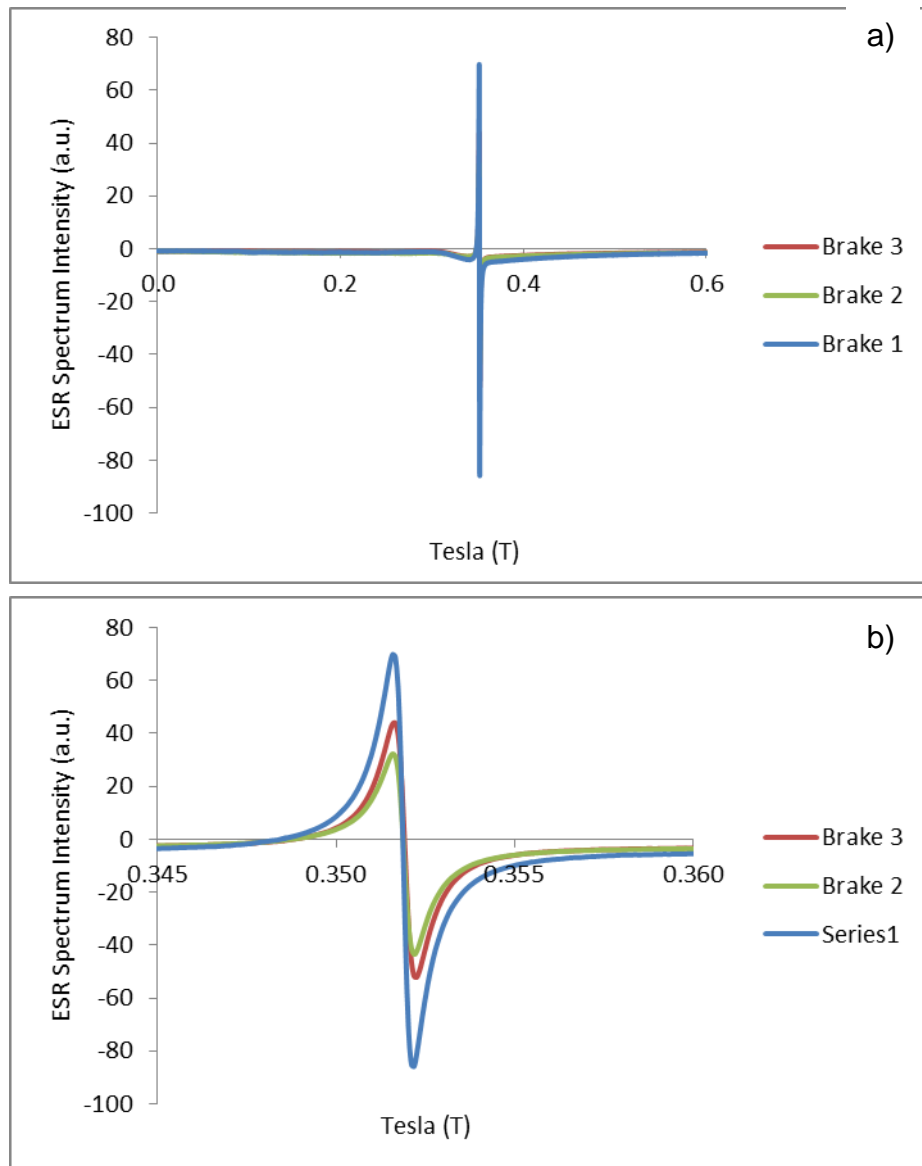 a)
80
60
40
20
0
-20
-40
-60
-80
-100
0.0 0.2 0.4 0.6
ESR Spectrum Intensity (a.u.)
Tesla (T)
Brake 3
Brake 2
Brake 1
b)
80
60
40
20
0
-20
-40
-60
-80
-100
0.345 0.350 0.355 0.360
ESR Spectrum Intensity (a.u.)
Tesla (T)
Brake 3
Brake 2
Series1